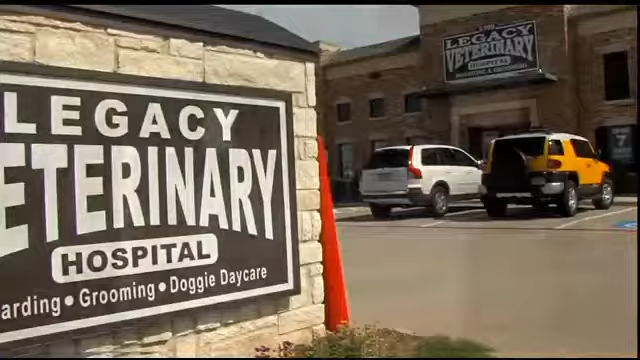 LEGACY
ETERINARY
HOSPITAL
arding • Grooming • Doggie Daycare
LEGACY
VETERINARY
HOSPITAL